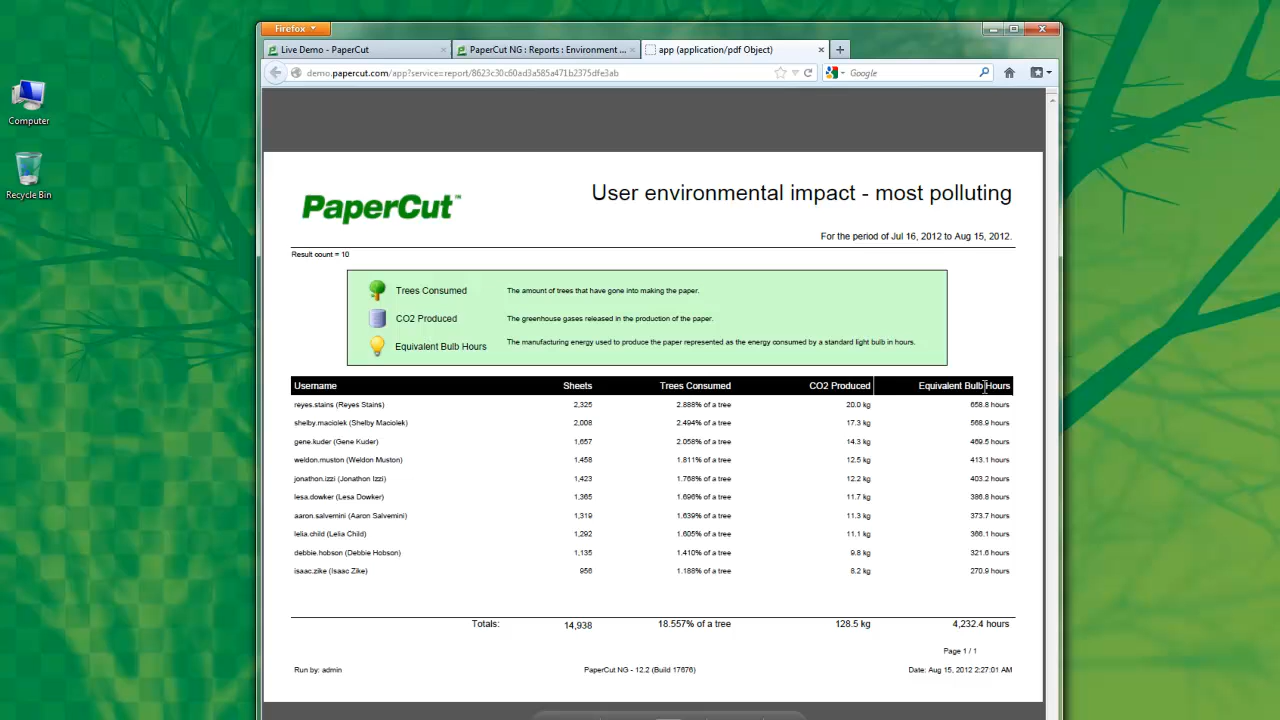 Firefox
Live Demo - PaperCut
PaperCut NG : Reports : Environment ...
app (application/pdf Object)
demo.papercut.com/app?service=report/8623c30c60ad3a585a471b2375dfe3ab
Google
Computer
Recycle Bin
PaperCut™
User environmental impact - most polluting
For the period of Jul 16, 2012 to Aug 15, 2012.
Result count = 10
Trees Consumed The amount of trees that have gone into making the paper.
CO2 Produced The greenhouse gases released in the production of the paper.
Equivalent Bulb Hours The manufacturing energy used to produce the paper represented as the energy consumed by a standard light bulb in hours.
Username Sheets Trees Consumed CO2 Produced Equivalent Bulb Hours
reyes.stains (Reyes Stains) 2,325 2.888% of a tree 20.0 kg 658.8 hours
shelby.maciolek (Shelby Maciolek) 2,008 2.494% of a tree 17.3 kg 568.9 hours
gene.kuder (Gene Kuder) 1,657 2.058% of a tree 14.3 kg 469.5 hours
weldon.muston (Weldon Muston) 1,458 1.811% of a tree 12.5 kg 413.1 hours
jonathon.izzi (Jonathon Izzi) 1,423 1.768% of a tree 12.2 kg 403.2 hours
lesa.dowker (Lesa Dowker) 1,365 1.696% of a tree 11.7 kg 386.8 hours
aaron.salvemini (Aaron Salvemini) 1,319 1.639% of a tree 11.3 kg 373.7 hours
lelia.child (Lelia Child) 1,292 1.605% of a tree 11.1 kg 366.1 hours
debbie.hobson (Debbie Hobson) 1,135 1.410% of a tree 9.8 kg 321.6 hours
isaac.zike (Isaac Zike) 956 1.188% of a tree 8.2 kg 270.9 hours
Totals: 14,938 18.557% of a tree 128.5 kg 4,232.4 hours
Page 1 / 1
Run by: admin PaperCut NG - 12.2 (Build 17676) Date: Aug 15, 2012 2:27:01 AM